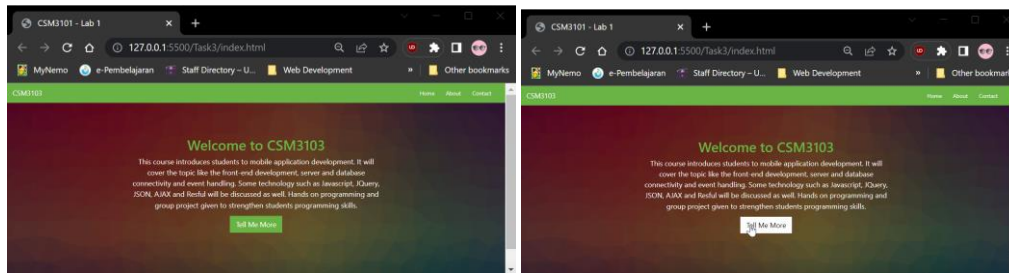 CSM3101 - Lab 1
127.0.0.1:5500/Task3/index.html
MyNemo e-Pembelajaran Staff Directory – U... Web Development » Other bookmarks
CSM3103 Home About Contact
Welcome to CSM3103
This course introduces students to mobile application development. It will
cover the topic like the front-end development, server and database
connectivity and event handling. Some technology such as Javascript, JQuery,
JSON, AJAX and Resful will be discussed as well. Hands on programming and
group project given to strengthen students programming skills.
Tell Me More
CSM3101 - Lab 1
127.0.0.1:5500/Task3/index.html
MyNemo e-Pembelajaran Staff Directory – U... Web Development » Other bookmar
CSM3103 Home About Contact
Welcome to CSM3103
This course introduces students to mobile application development. It will
cover the topic like the front-end development, server and database
connectivity and event handling. Some technology such as Javascript, JQuery,
JSON, AJAX and Resful will be discussed as well. Hands on programming and
group project given to strengthen students programming skills.
Tell Me More